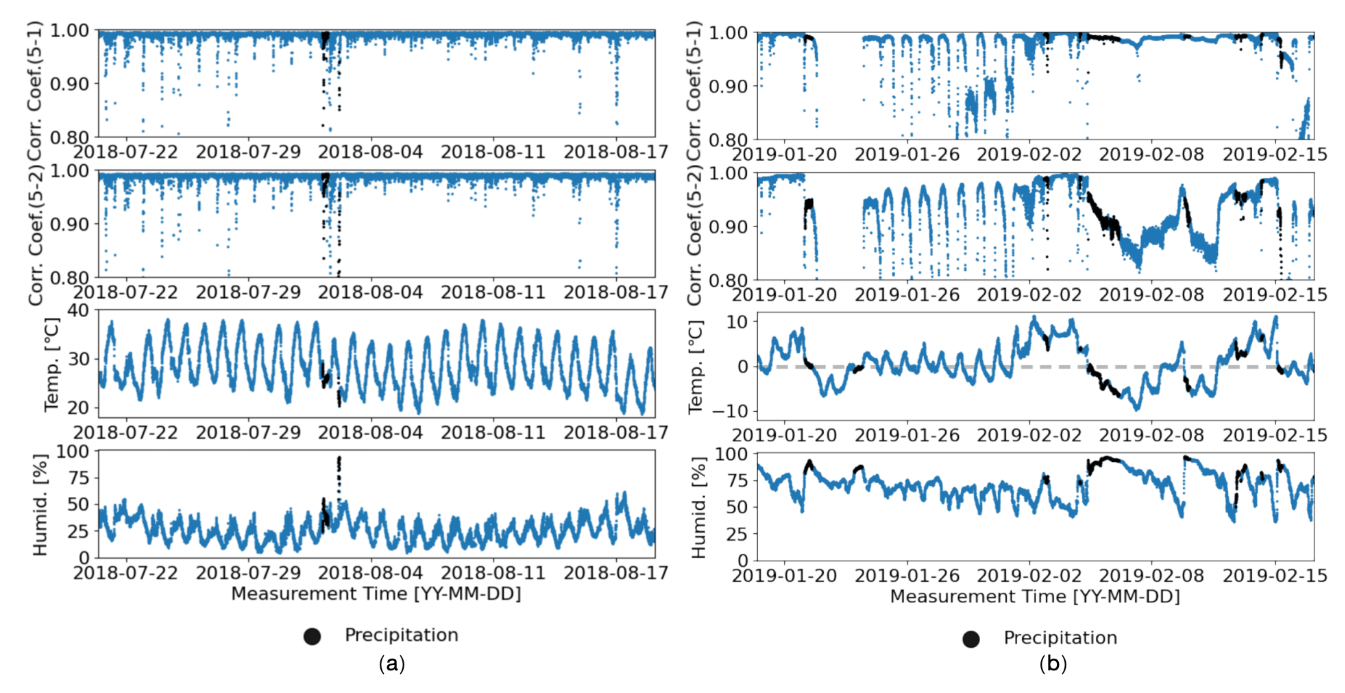 Corr. Coef.(5-1)
1.00
0.90
0.80
2018-07-22 2018-07-29 2018-08-04 2018-08-11 2018-08-17
Corr. Coef.(5-2)
1.00
0.90
0.80
2018-07-22 2018-07-29 2018-08-04 2018-08-11 2018-08-17
Temp. [℃]
40
30
20
2018-07-22 2018-07-29 2018-08-04 2018-08-11 2018-08-17
Humid. [%]
100
75
50
25
0
2018-07-22 2018-07-29 2018-08-04 2018-08-11 2018-08-17
Measurement Time [YY-MM-DD]
Precipitation
(a)
Corr. Coef.(5-1)
1.00
0.90
0.80
2019-01-20 2019-01-26 2019-02-02 2019-02-08 2019-02-15
Corr. Coef.(5-2)
1.00
0.90
0.80
2019-01-20 2019-01-26 2019-02-02 2019-02-08 2019-02-15
Temp. [℃]
10
0
−10
2019-01-20 2019-01-26 2019-02-02 2019-02-08 2019-02-15
Humid. [%]
100
75
50
25
0
2019-01-20 2019-01-26 2019-02-02 2019-02-08 2019-02-15
Measurement Time [YY-MM-DD]
Precipitation
(b)